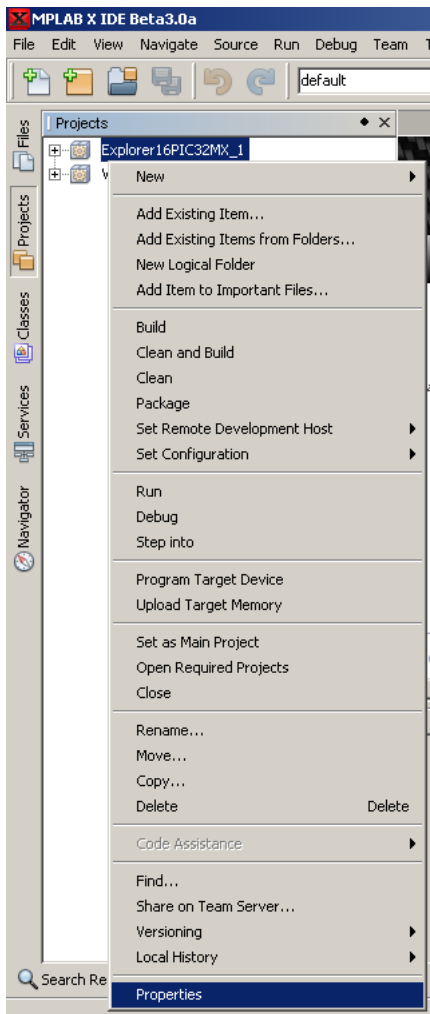 MPLAB X IDE Beta3.0a
File Edit View Navigate Source Run Debug Team
default
Files
Projects
Classes
Services
Navigator
Projects
Explorer16PIC32MX_1
New
Add Existing Item...
Add Existing Items from Folders...
New Logical Folder
Add Item to Important Files...
Build
Clean and Build
Clean
Package
Set Remote Development Host
Set Configuration
Run
Debug
Step into
Program Target Device
Upload Target Memory
Set as Main Project
Open Required Projects
Close
Rename...
Move...
Copy...
Delete Delete
Code Assistance
Find...
Share on Team Server...
Versioning
Local History
Properties
Search Re